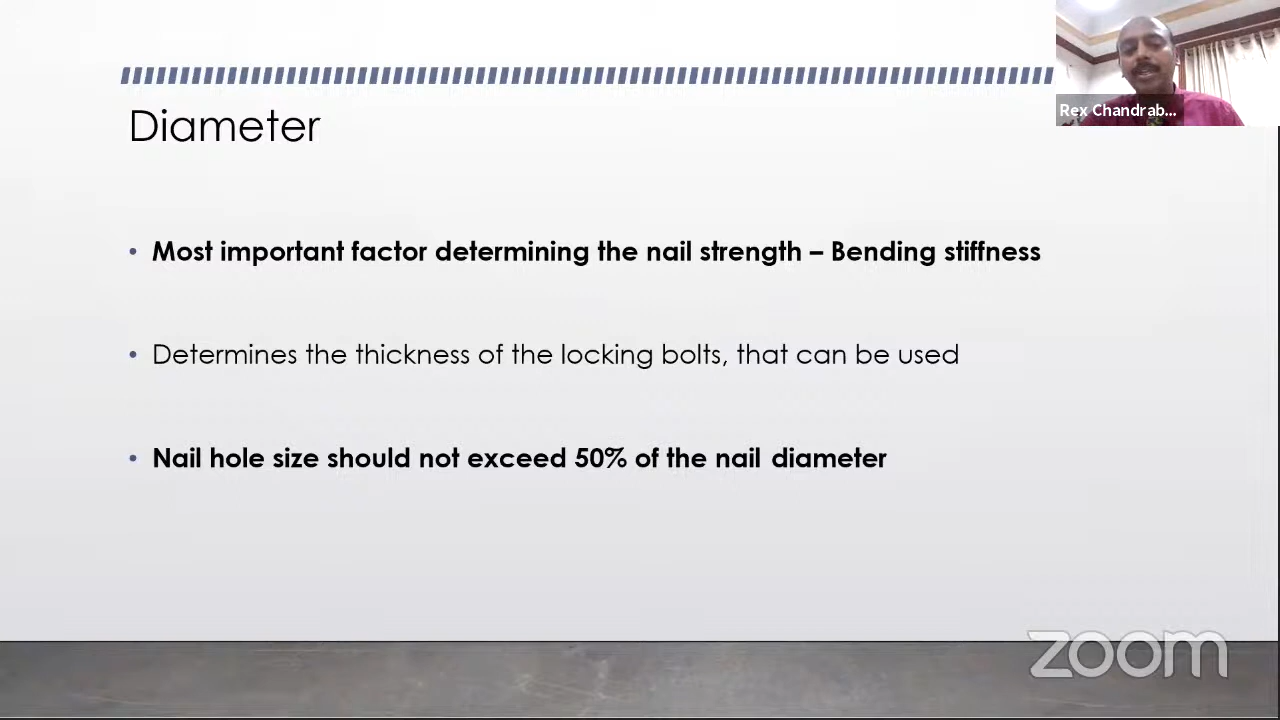 Rex Chandrab...
Diameter
• Most important factor determining the nail strength – Bending stiffness
• Determines the thickness of the locking bolts, that can be used
• Nail hole size should not exceed 50% of the nail diameter
zoom